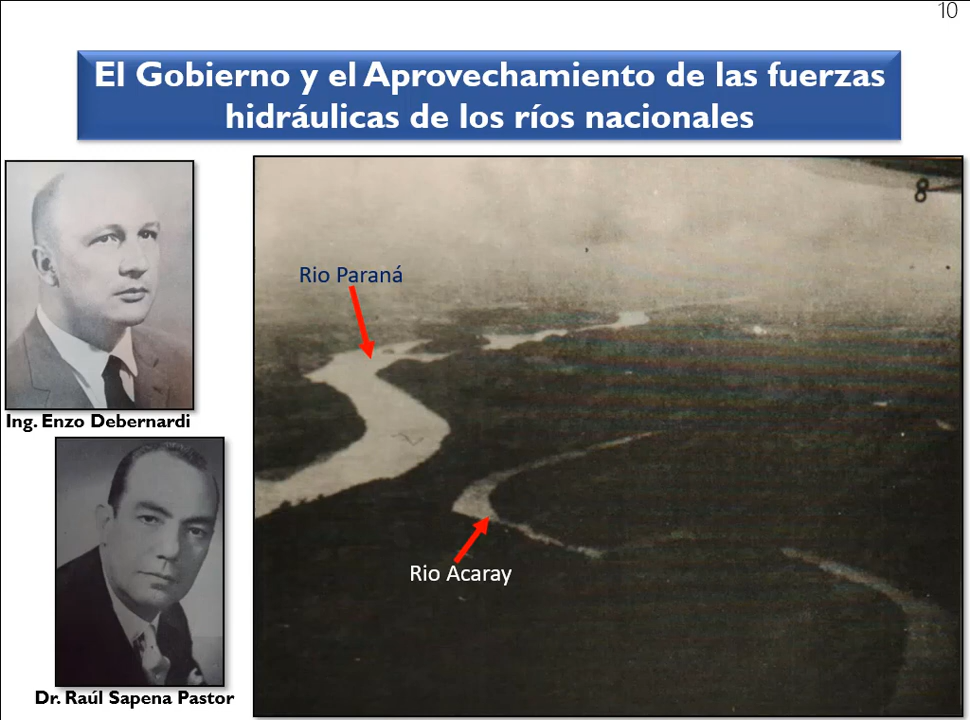 10
El Gobierno y el Aprovechamiento de las fuerzas
hidráulicas de los ríos nacionales
8
Rio Paraná
Ing. Enzo Debernardi
Rio Acaray
Dr. Raúl Sapena Pastor